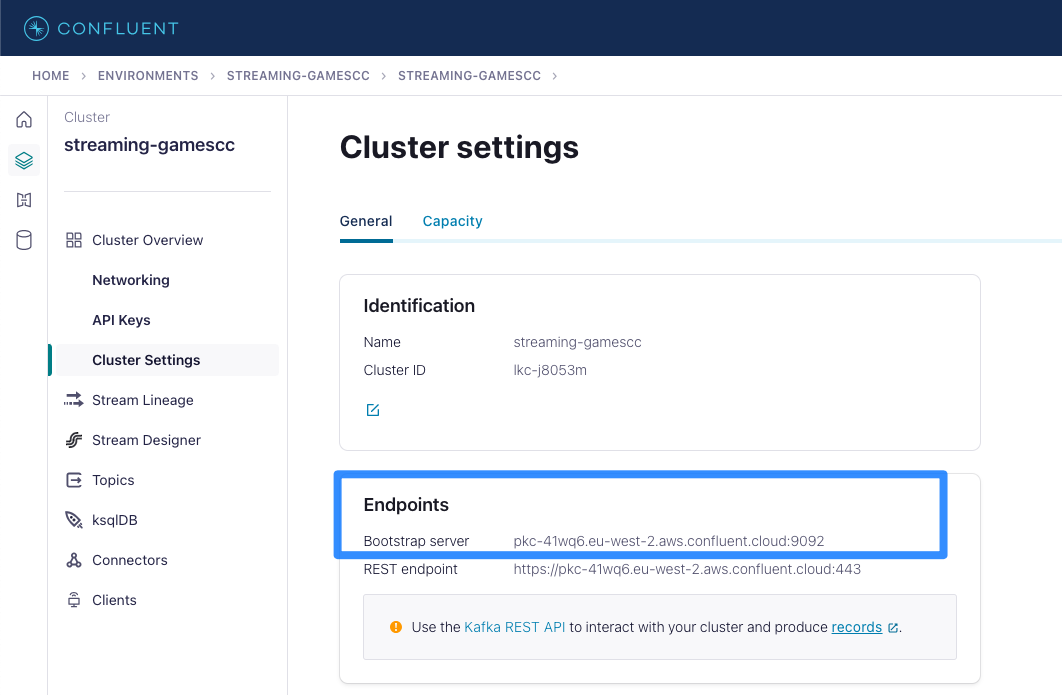 CONFLUENT
HOME > ENVIRONMENTS > STREAMING-GAMESCC > STREAMING-GAMESCC >
Cluster
streaming-gamescc
Cluster Overview
Networking
API Keys
Cluster Settings
Stream Lineage
Stream Designer
Topics
ksqlDB
Connectors
Clients
Cluster settings
General Capacity
Identification
Name streaming-gamescc
Cluster ID lkc-j8053m
Endpoints
Bootstrap server pkc-41wq6.eu-west-2.aws.confluent.cloud:9092
REST endpoint https://pkc-41wq6.eu-west-2.aws.confluent.cloud:443
Use the Kafka REST API to interact with your cluster and produce records.